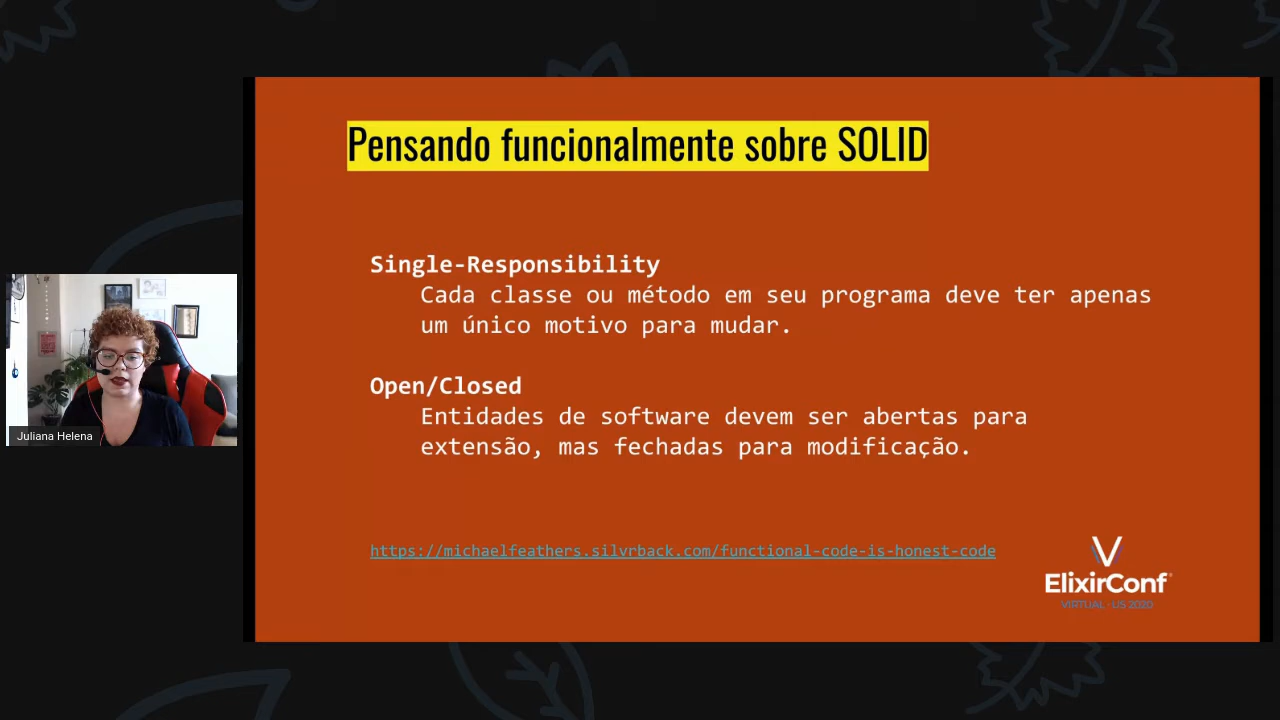 Pensando funcionalmente sobre SOLID
Single-Responsibility
Cada classe ou método em seu programa deve ter apenas
um único motivo para mudar.
Open/Closed
Entidades de software devem ser abertas para
extensão, mas fechadas para modificação.
https://michaelfeathers.silvrback.com/functional-code-is-honest-code
ElixirConf
VIRTUAL · US 2020
Juliana Helena